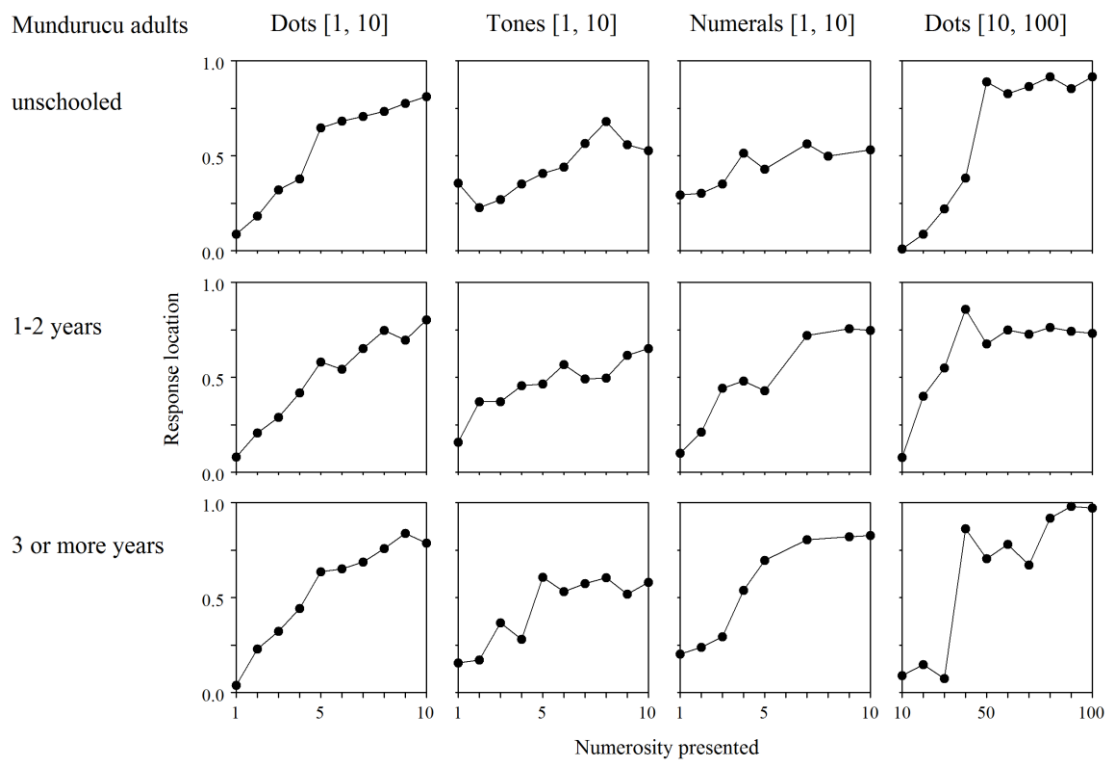 Mundurucu adults Dots [1, 10] Tones [1, 10] Numerals [1, 10] Dots [10, 100]
unschooled
1.0
0.5
0.0
1-2 years
1.0
0.5
0.0
Response location
3 or more years
1.0
0.5
0.0
1 5 10 1 5 10 1 5 10 10 50 100
Numerosity presented